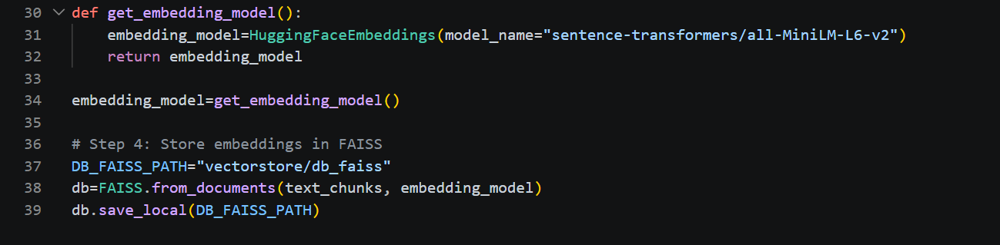 30 def get_embedding_model():
31     embedding_model=HuggingFaceEmbeddings(model_name="sentence-transformers/all-MiniLM-L6-v2")
32     return embedding_model
33
34 embedding_model=get_embedding_model()
35
36 # Step 4: Store embeddings in FAISS
37 DB_FAISS_PATH="vectorstore/db_faiss"
38 db=FAISS.from_documents(text_chunks, embedding_model)
39 db.save_local(DB_FAISS_PATH)